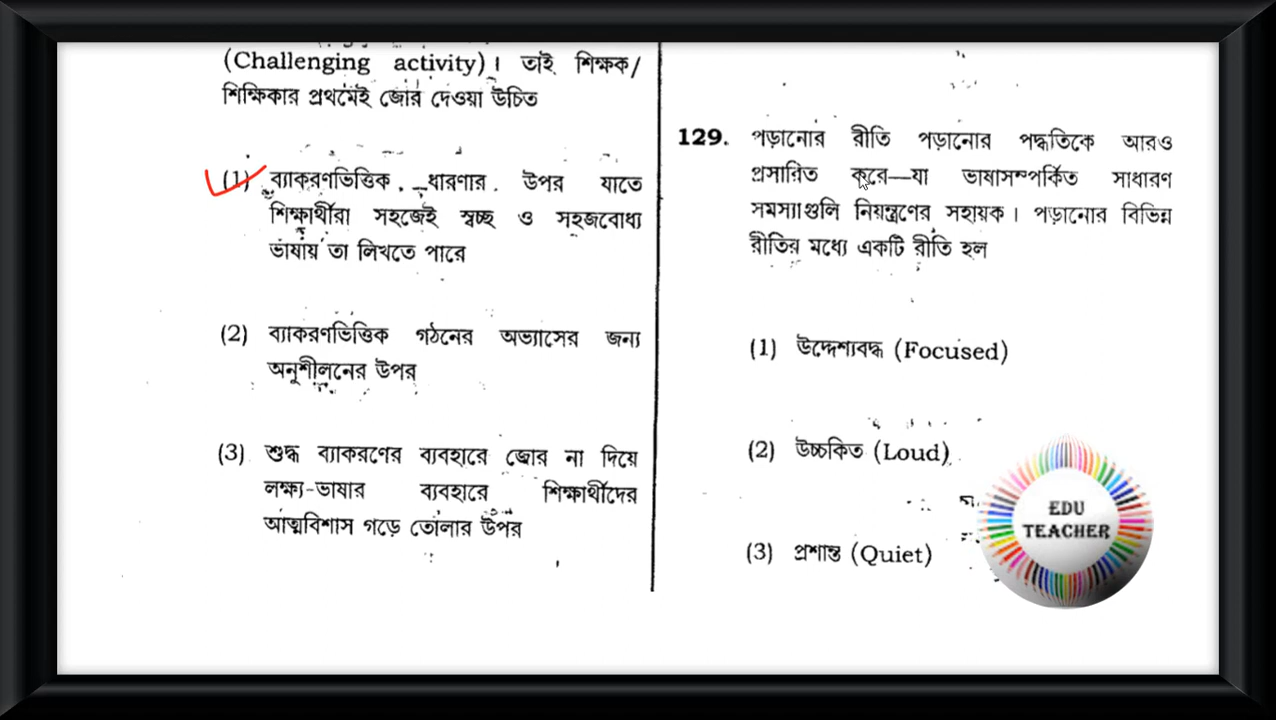 (Challenging activity)। তাই শিক্ষক/
শিক্ষিকার প্রথমেই জোর দেওয়া উচিত
(1) ব্যাকরণভিত্তিক ধারণার উপর যাতে
শিক্ষার্থীরা সহজেই স্বচ্ছ ও সহজবোধ্য
ভাষায় তা লিখতে পারে
(2) ব্যাকরণভিত্তিক গঠনের অভ্যাসের জন্য
অনুশীলনের উপর
(3) শুদ্ধ ব্যাকরণের ব্যবহারে জোর না দিয়ে
লক্ষ্য-ভাষার ব্যবহারে শিক্ষার্থীদের
আত্মবিশাস গড়ে তোলার উপর
129. পড়ানোর রীতি পড়ানোর পদ্ধতিকে আরও
প্রসারিত করে—যা ভাষাসম্পর্কিত সাধারণ
সমস্যাগুলি নিয়ন্ত্রণের সহায়ক। পড়ানোর বিভিন্ন
রীতির মধ্যে একটি রীতি হল
(1) উদ্দেশ্যবদ্ধ (Focused)
(2) উচ্চকিত (Loud)
(3) প্রশান্ত (Quiet)
EDU
TEACHER